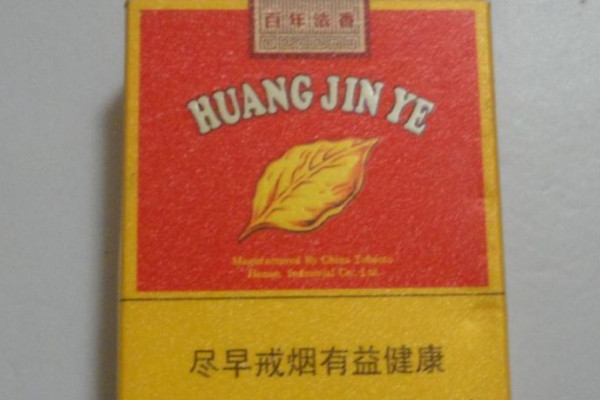 百年浓香
HUANG JIN YE
Manufactured By China Tobacco
Henan Industrial Co. Ltd.
尽早戒烟有益健康